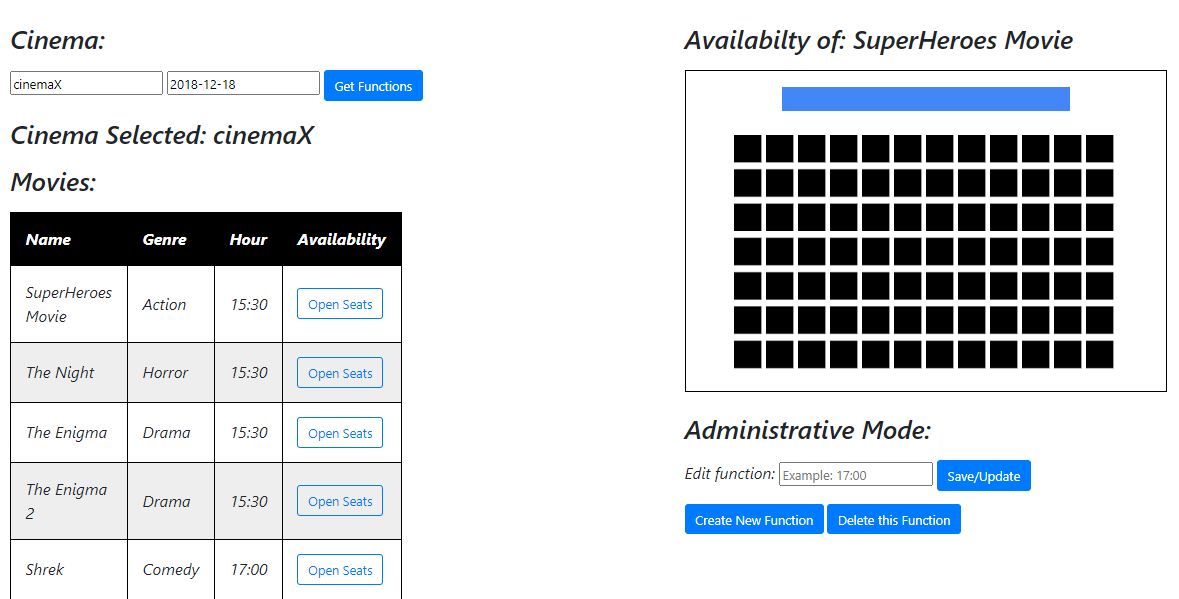 Cinema:
cinemaX 2018-12-18 Get Functions
Cinema Selected: cinemaX
Movies:
Name Genre Hour Availability
SuperHeroes
Movie Action 15:30 Open Seats
The Night Horror 15:30 Open Seats
The Enigma Drama 15:30 Open Seats
The Enigma
2 Drama 15:30 Open Seats
Shrek Comedy 17:00 Open Seats
Availabilty of: SuperHeroes Movie
Administrative Mode:
Edit function: Example: 17:00 Save/Update
Create New Function Delete this Function